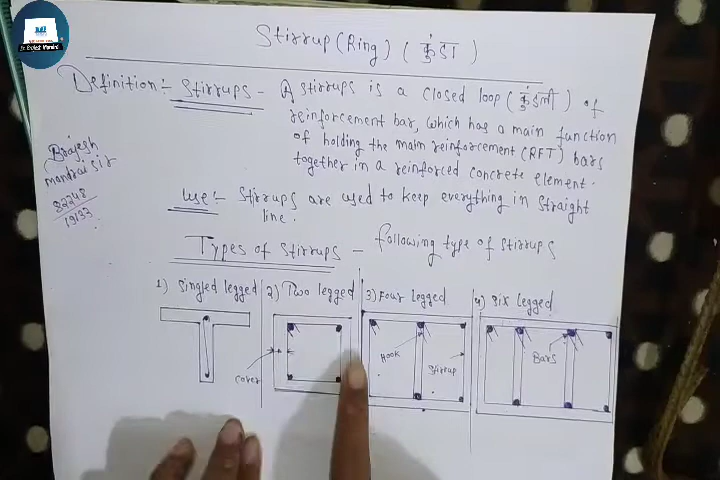 Stirrup (Ring) ( कुंडा )
Definition:- Stirrups - A stirrups is a closed loop (कुंडली) of
reinforcement bar, which has a main function
of holding the main reinforcement (RFT) bars
together in a reinforced concrete element.
Brajesh
mandrai sir
82248
19133
Use:- Stirrups are used to keep everything in straight
line.
Types of stirrups - following type of stirrups
1) Singled legged 2) Two legged 3) Four legged 4) Six legged
Cover
HOOK
Stirrup
Bars